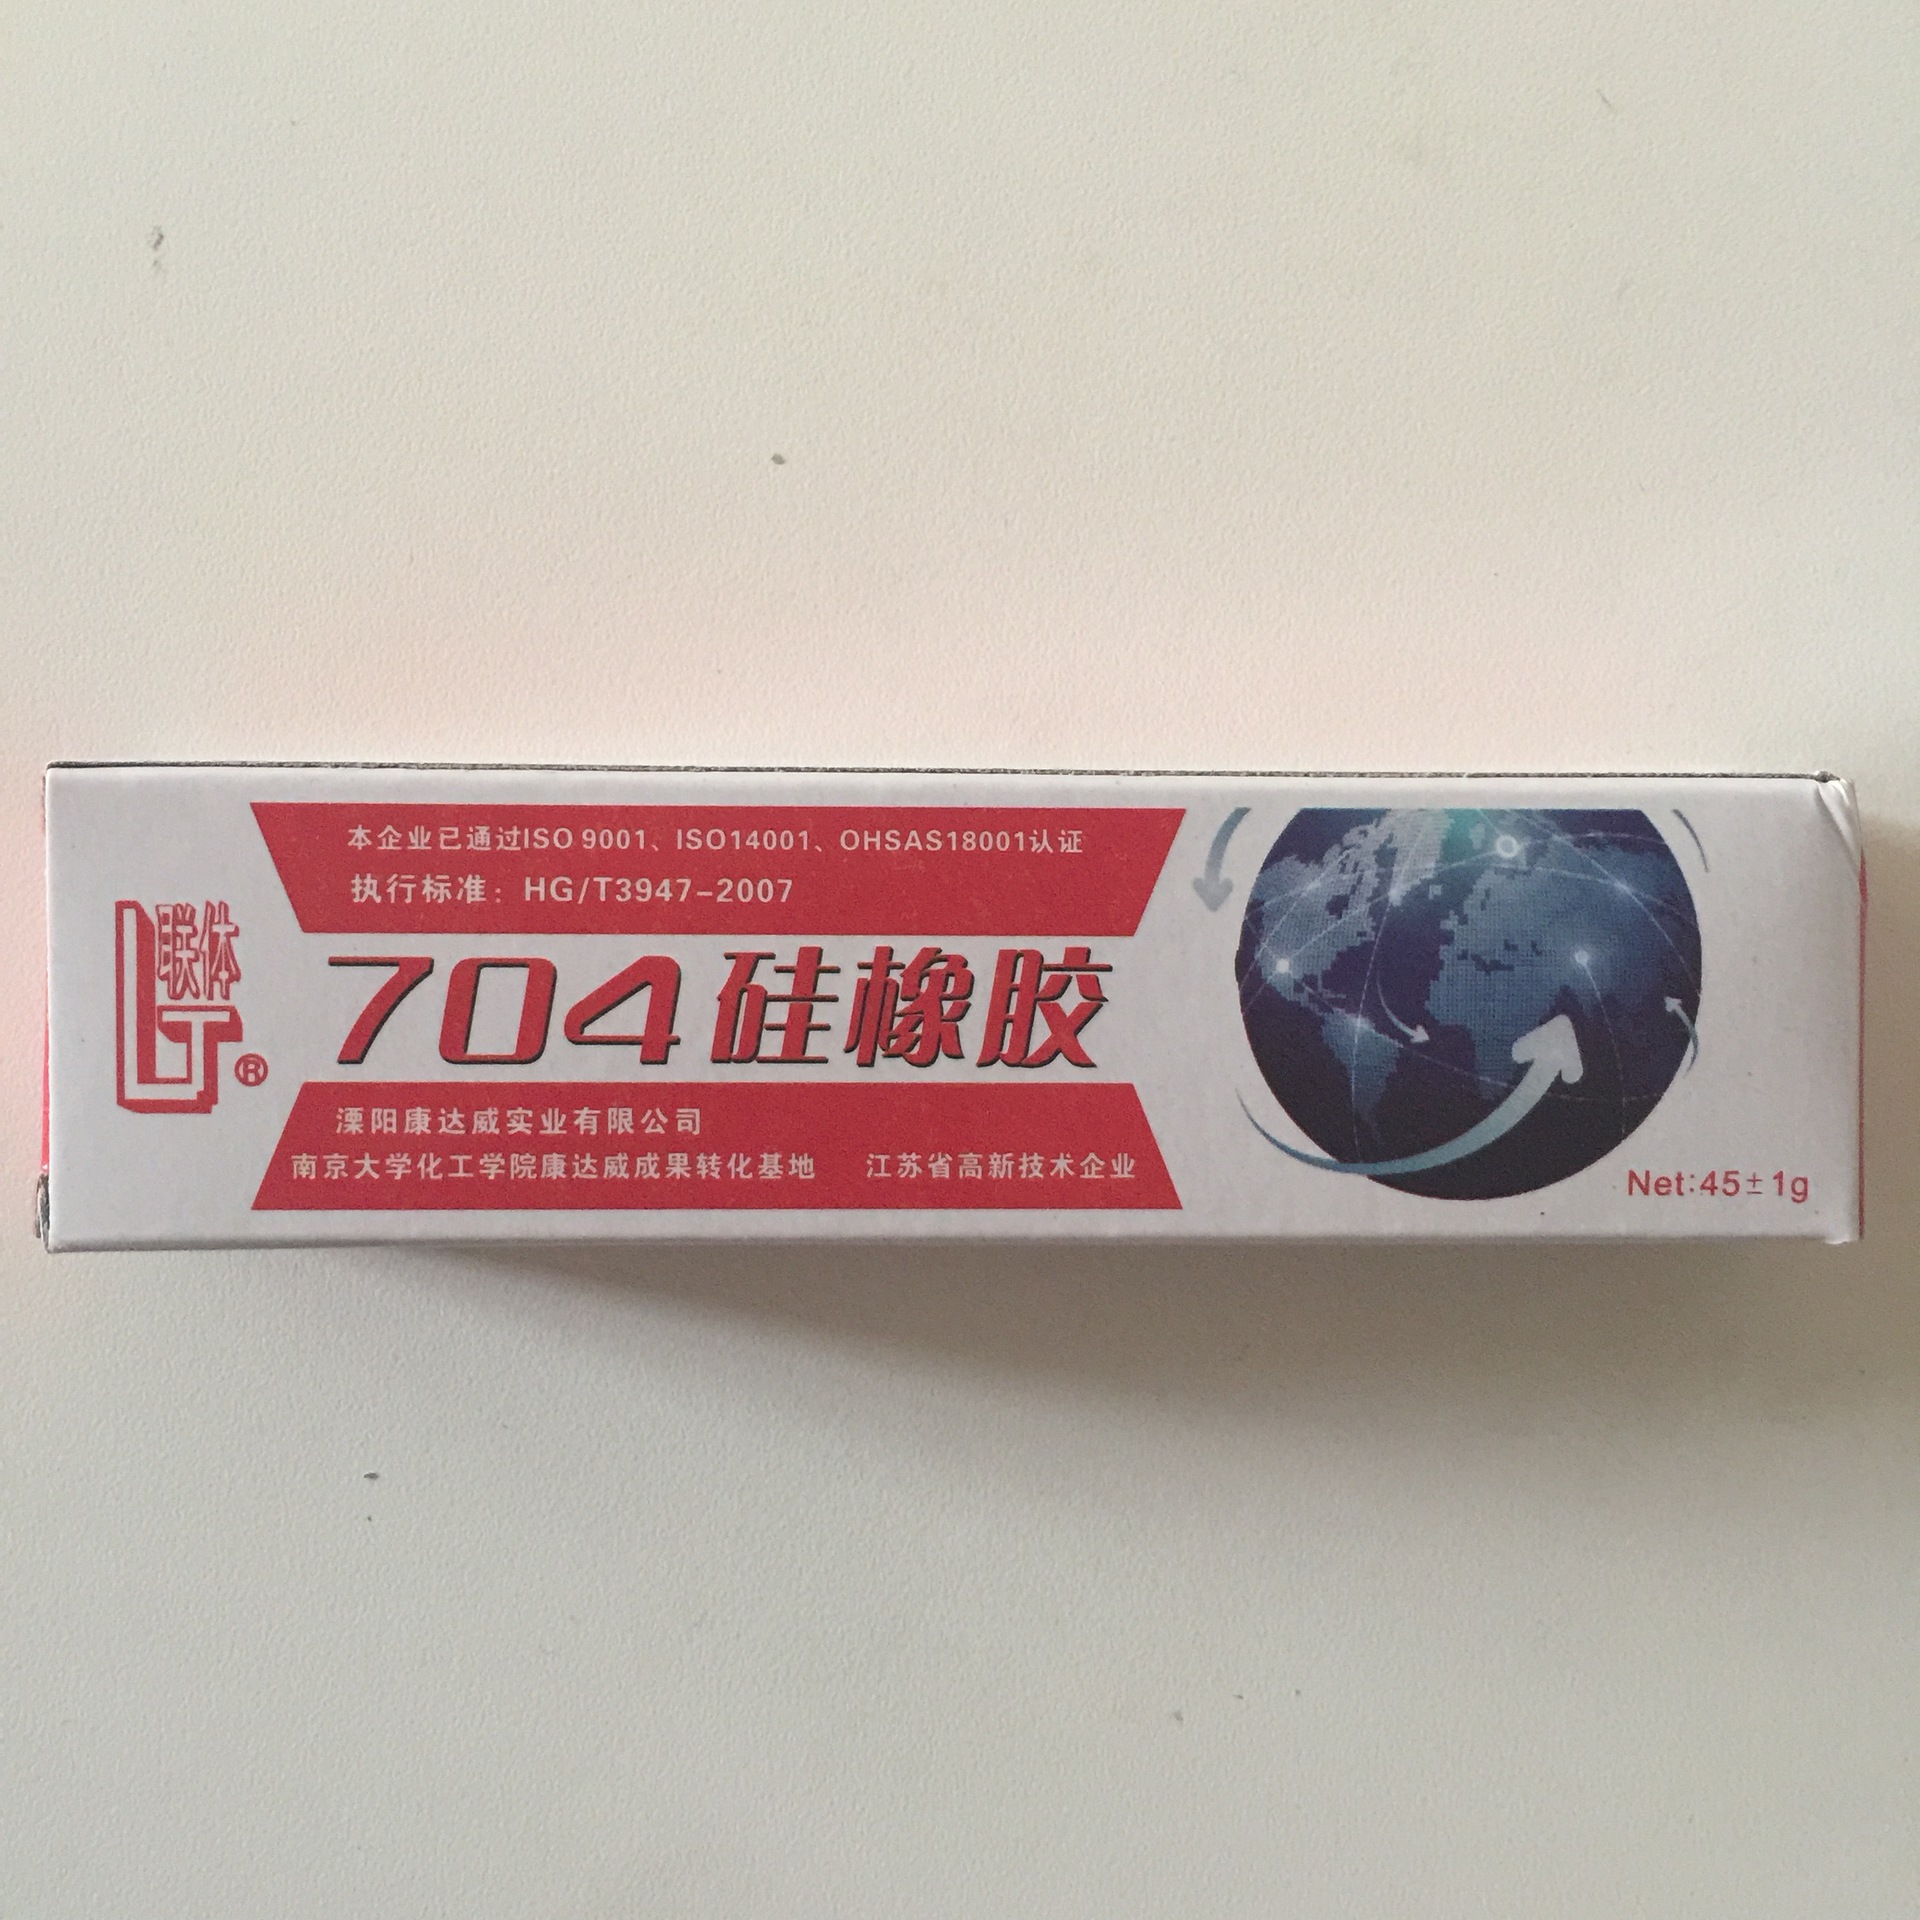 本企业已通过ISO 9001、ISO14001、OHSAS18001认证
执行标准：HG/T3947-2007
联体
LT®
704硅橡胶
溧阳康达威实业有限公司
南京大学化工学院康达威成果转化基地 江苏省高新技术企业
Net:45±1g